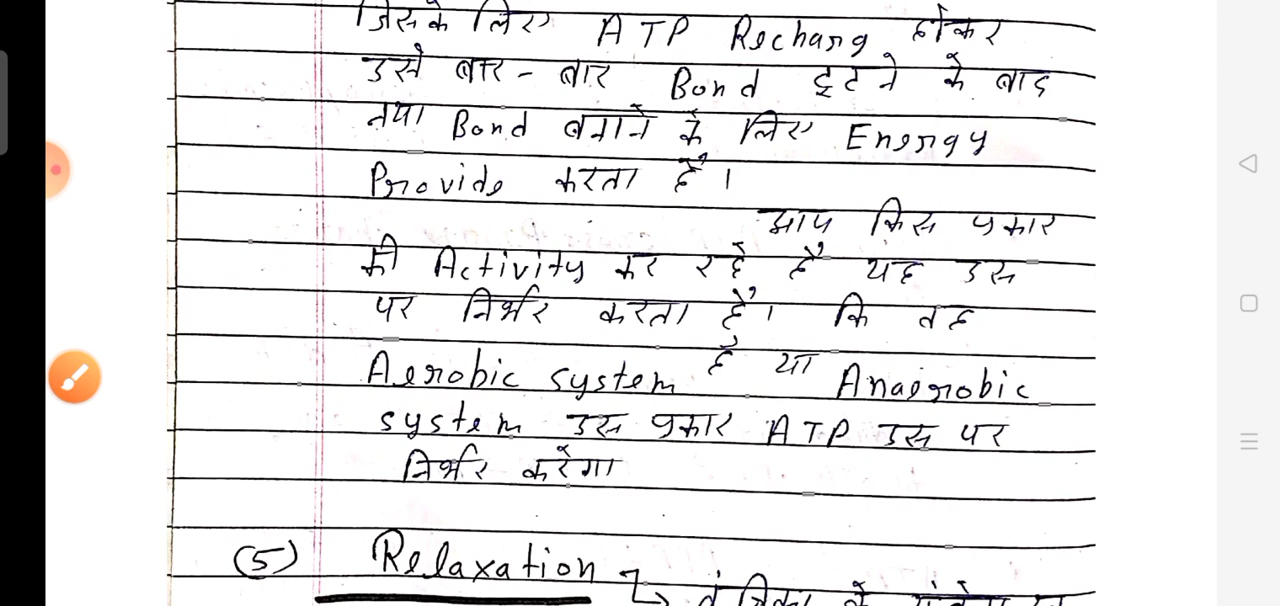 जिसके लिए ATP Rechang होकर
उसे बार-बार Bond टूटने के बाद
नया Bond बनाने के लिए Energy
Provide करता है।
आप किस प्रकार
की Activity कर रहे हैं यह उस
पर निर्भर करता है। कि वह
Aerobic system है या Anaerobic
system उस प्रकार ATP उस पर
निर्भर करेगा
(5) Relaxation